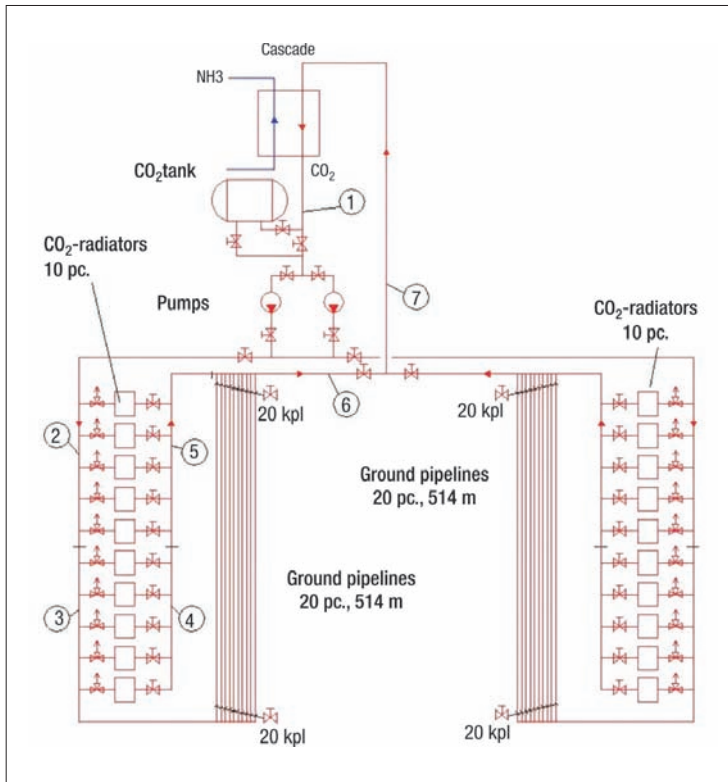 Cascade
NH3
CO₂tank
CO₂
1
CO₂-radiators
10 pc.
Pumps
7
CO₂-radiators
10 pc.
6
20 kpl
20 kpl
2
5
Ground pipelines
20 pc., 514 m
Ground pipelines
20 pc., 514 m
3
4
20 kpl
20 kpl